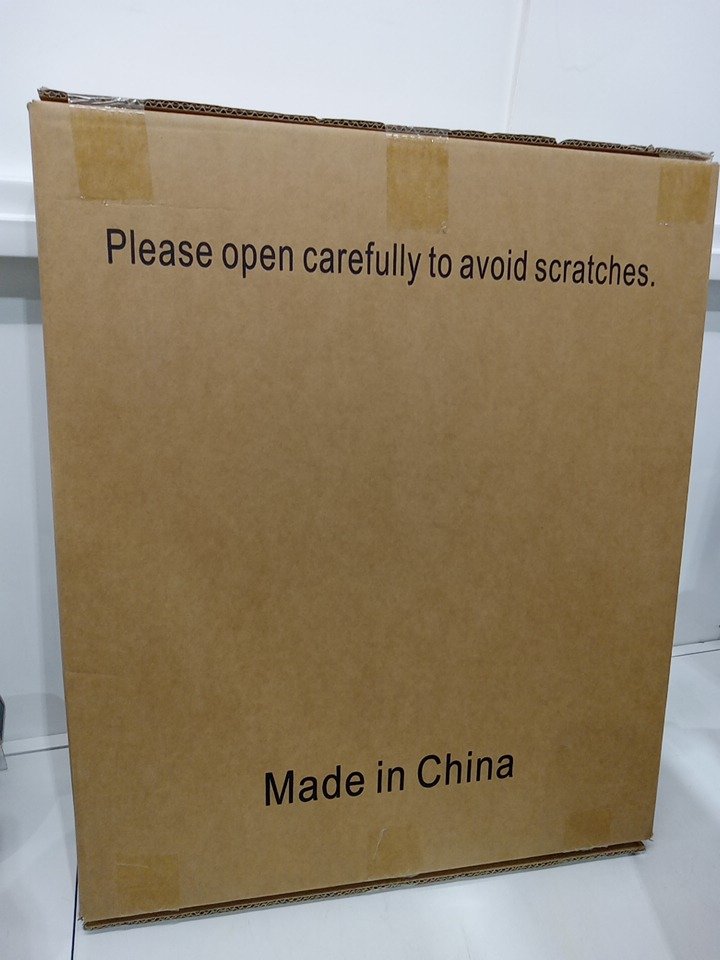 Please open carefully to avoid scratches.
Made in China